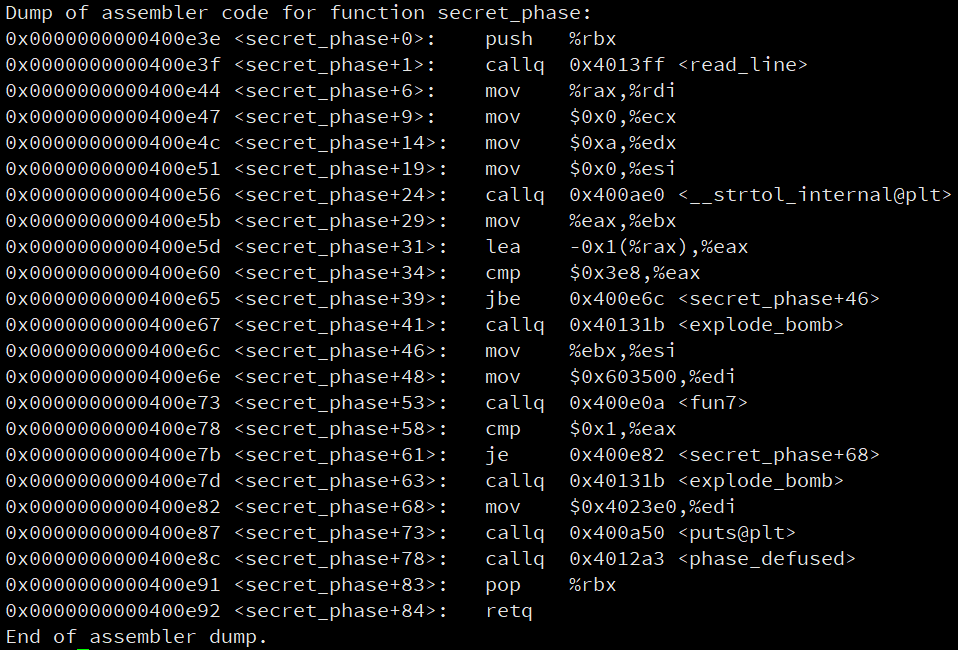 Dump of assembler code for function secret_phase:
0x0000000000400e3e <secret_phase+0>:   push   %rbx
0x0000000000400e3f <secret_phase+1>:   callq  0x4013ff <read_line>
0x0000000000400e44 <secret_phase+6>:   mov    %rax,%rdi
0x0000000000400e47 <secret_phase+9>:   mov    $0x0,%ecx
0x0000000000400e4c <secret_phase+14>:  mov    $0xa,%edx
0x0000000000400e51 <secret_phase+19>:  mov    $0x0,%esi
0x0000000000400e56 <secret_phase+24>:  callq  0x400ae0 <__strtol_internal@plt>
0x0000000000400e5b <secret_phase+29>:  mov    %eax,%ebx
0x0000000000400e5d <secret_phase+31>:  lea    -0x1(%rax),%eax
0x0000000000400e60 <secret_phase+34>:  cmp    $0x3e8,%eax
0x0000000000400e65 <secret_phase+39>:  jbe    0x400e6c <secret_phase+46>
0x0000000000400e67 <secret_phase+41>:  callq  0x40131b <explode_bomb>
0x0000000000400e6c <secret_phase+46>:  mov    %ebx,%esi
0x0000000000400e6e <secret_phase+48>:  mov    $0x603500,%edi
0x0000000000400e73 <secret_phase+53>:  callq  0x400e0a <fun7>
0x0000000000400e78 <secret_phase+58>:  cmp    $0x1,%eax
0x0000000000400e7b <secret_phase+61>:  je     0x400e82 <secret_phase+68>
0x0000000000400e7d <secret_phase+63>:  callq  0x40131b <explode_bomb>
0x0000000000400e82 <secret_phase+68>:  mov    $0x4023e0,%edi
0x0000000000400e87 <secret_phase+73>:  callq  0x400a50 <puts@plt>
0x0000000000400e8c <secret_phase+78>:  callq  0x4012a3 <phase_defused>
0x0000000000400e91 <secret_phase+83>:  pop    %rbx
0x0000000000400e92 <secret_phase+84>:  retq
End of assembler dump.